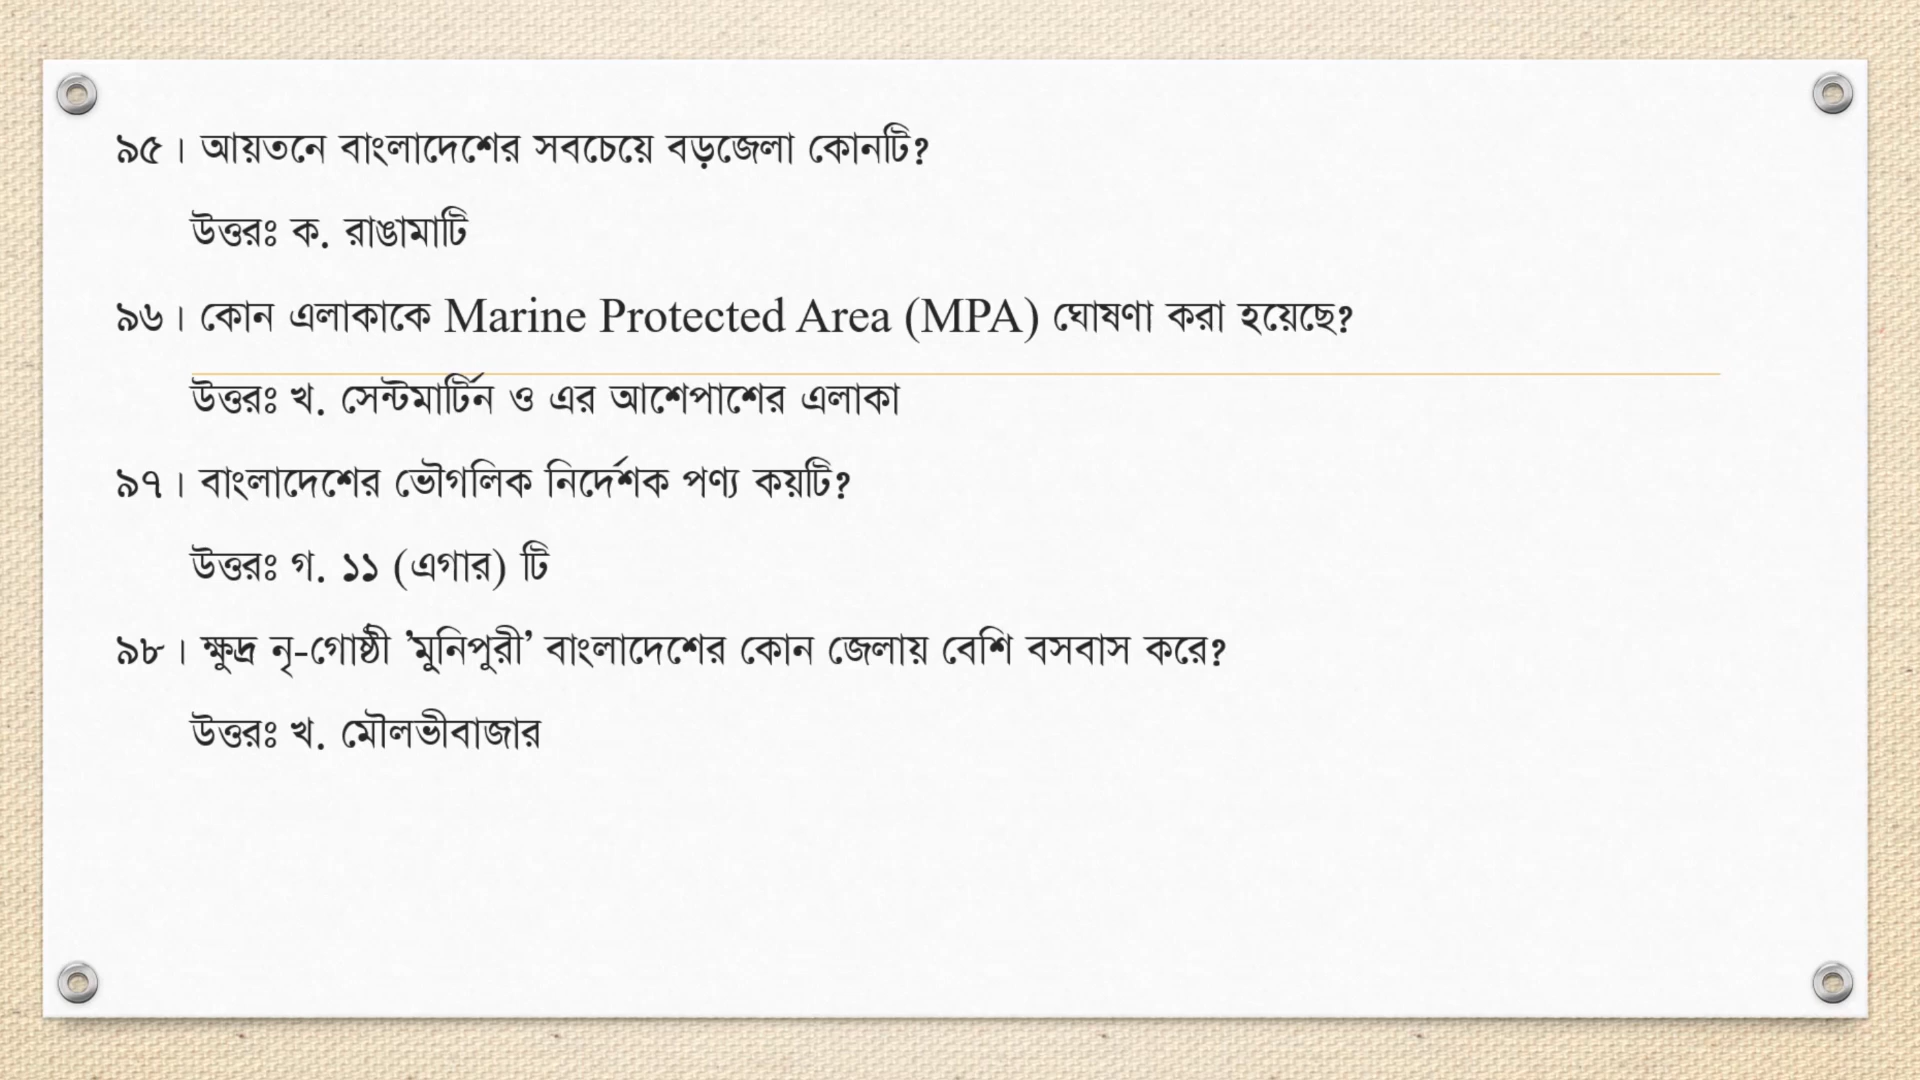 ৯৫। আয়তনে বাংলাদেশের সবচেয়ে বড়জেলা কোনটি?
উত্তরঃ ক. রাঙামাটি
৯৬। কোন এলাকাকে Marine Protected Area (MPA) ঘোষণা করা হয়েছে?
উত্তরঃ খ. সেন্টমার্টিন ও এর আশেপাশের এলাকা
৯৭। বাংলাদেশের ভৌগলিক নির্দেশক পণ্য কয়টি?
উত্তরঃ গ. ১১ (এগার) টি
৯৮। ক্ষুদ্র নৃ-গোষ্ঠী ’মুনিপুরী’ বাংলাদেশের কোন জেলায় বেশি বসবাস করে?
উত্তরঃ খ. মৌলভীবাজার